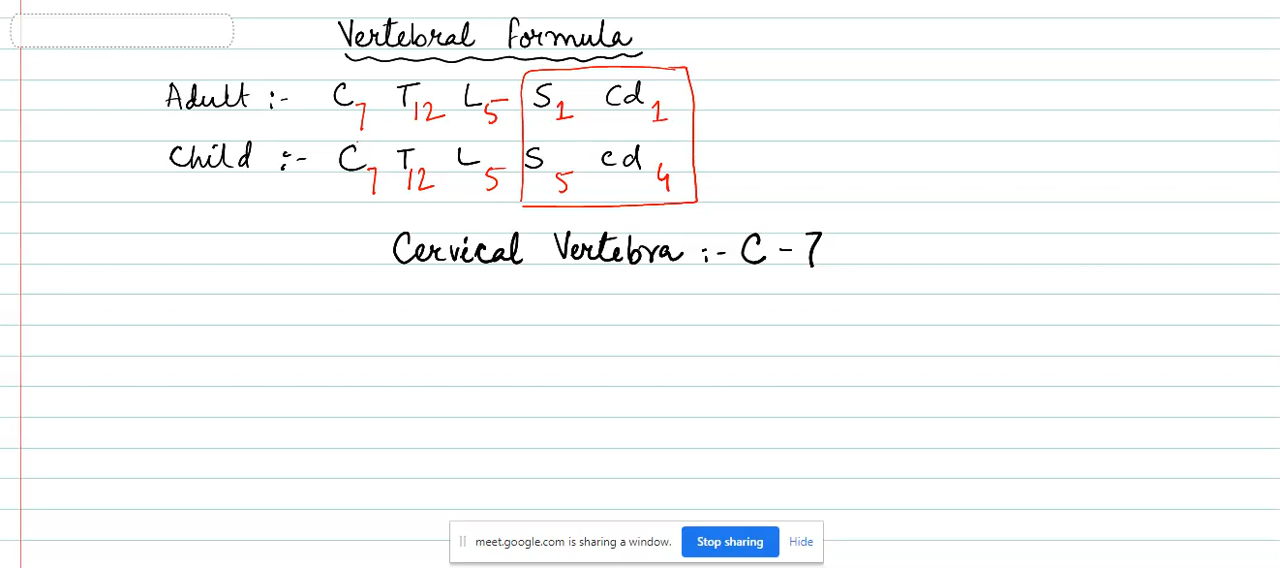 Vertebral formula
Adult :- C7 T12 L5 S1 Cd1
Child :- C7 T12 L5 S5 cd4
Cervical Vertebra :- C - 7
meet.google.com is sharing a window. Stop sharing Hide